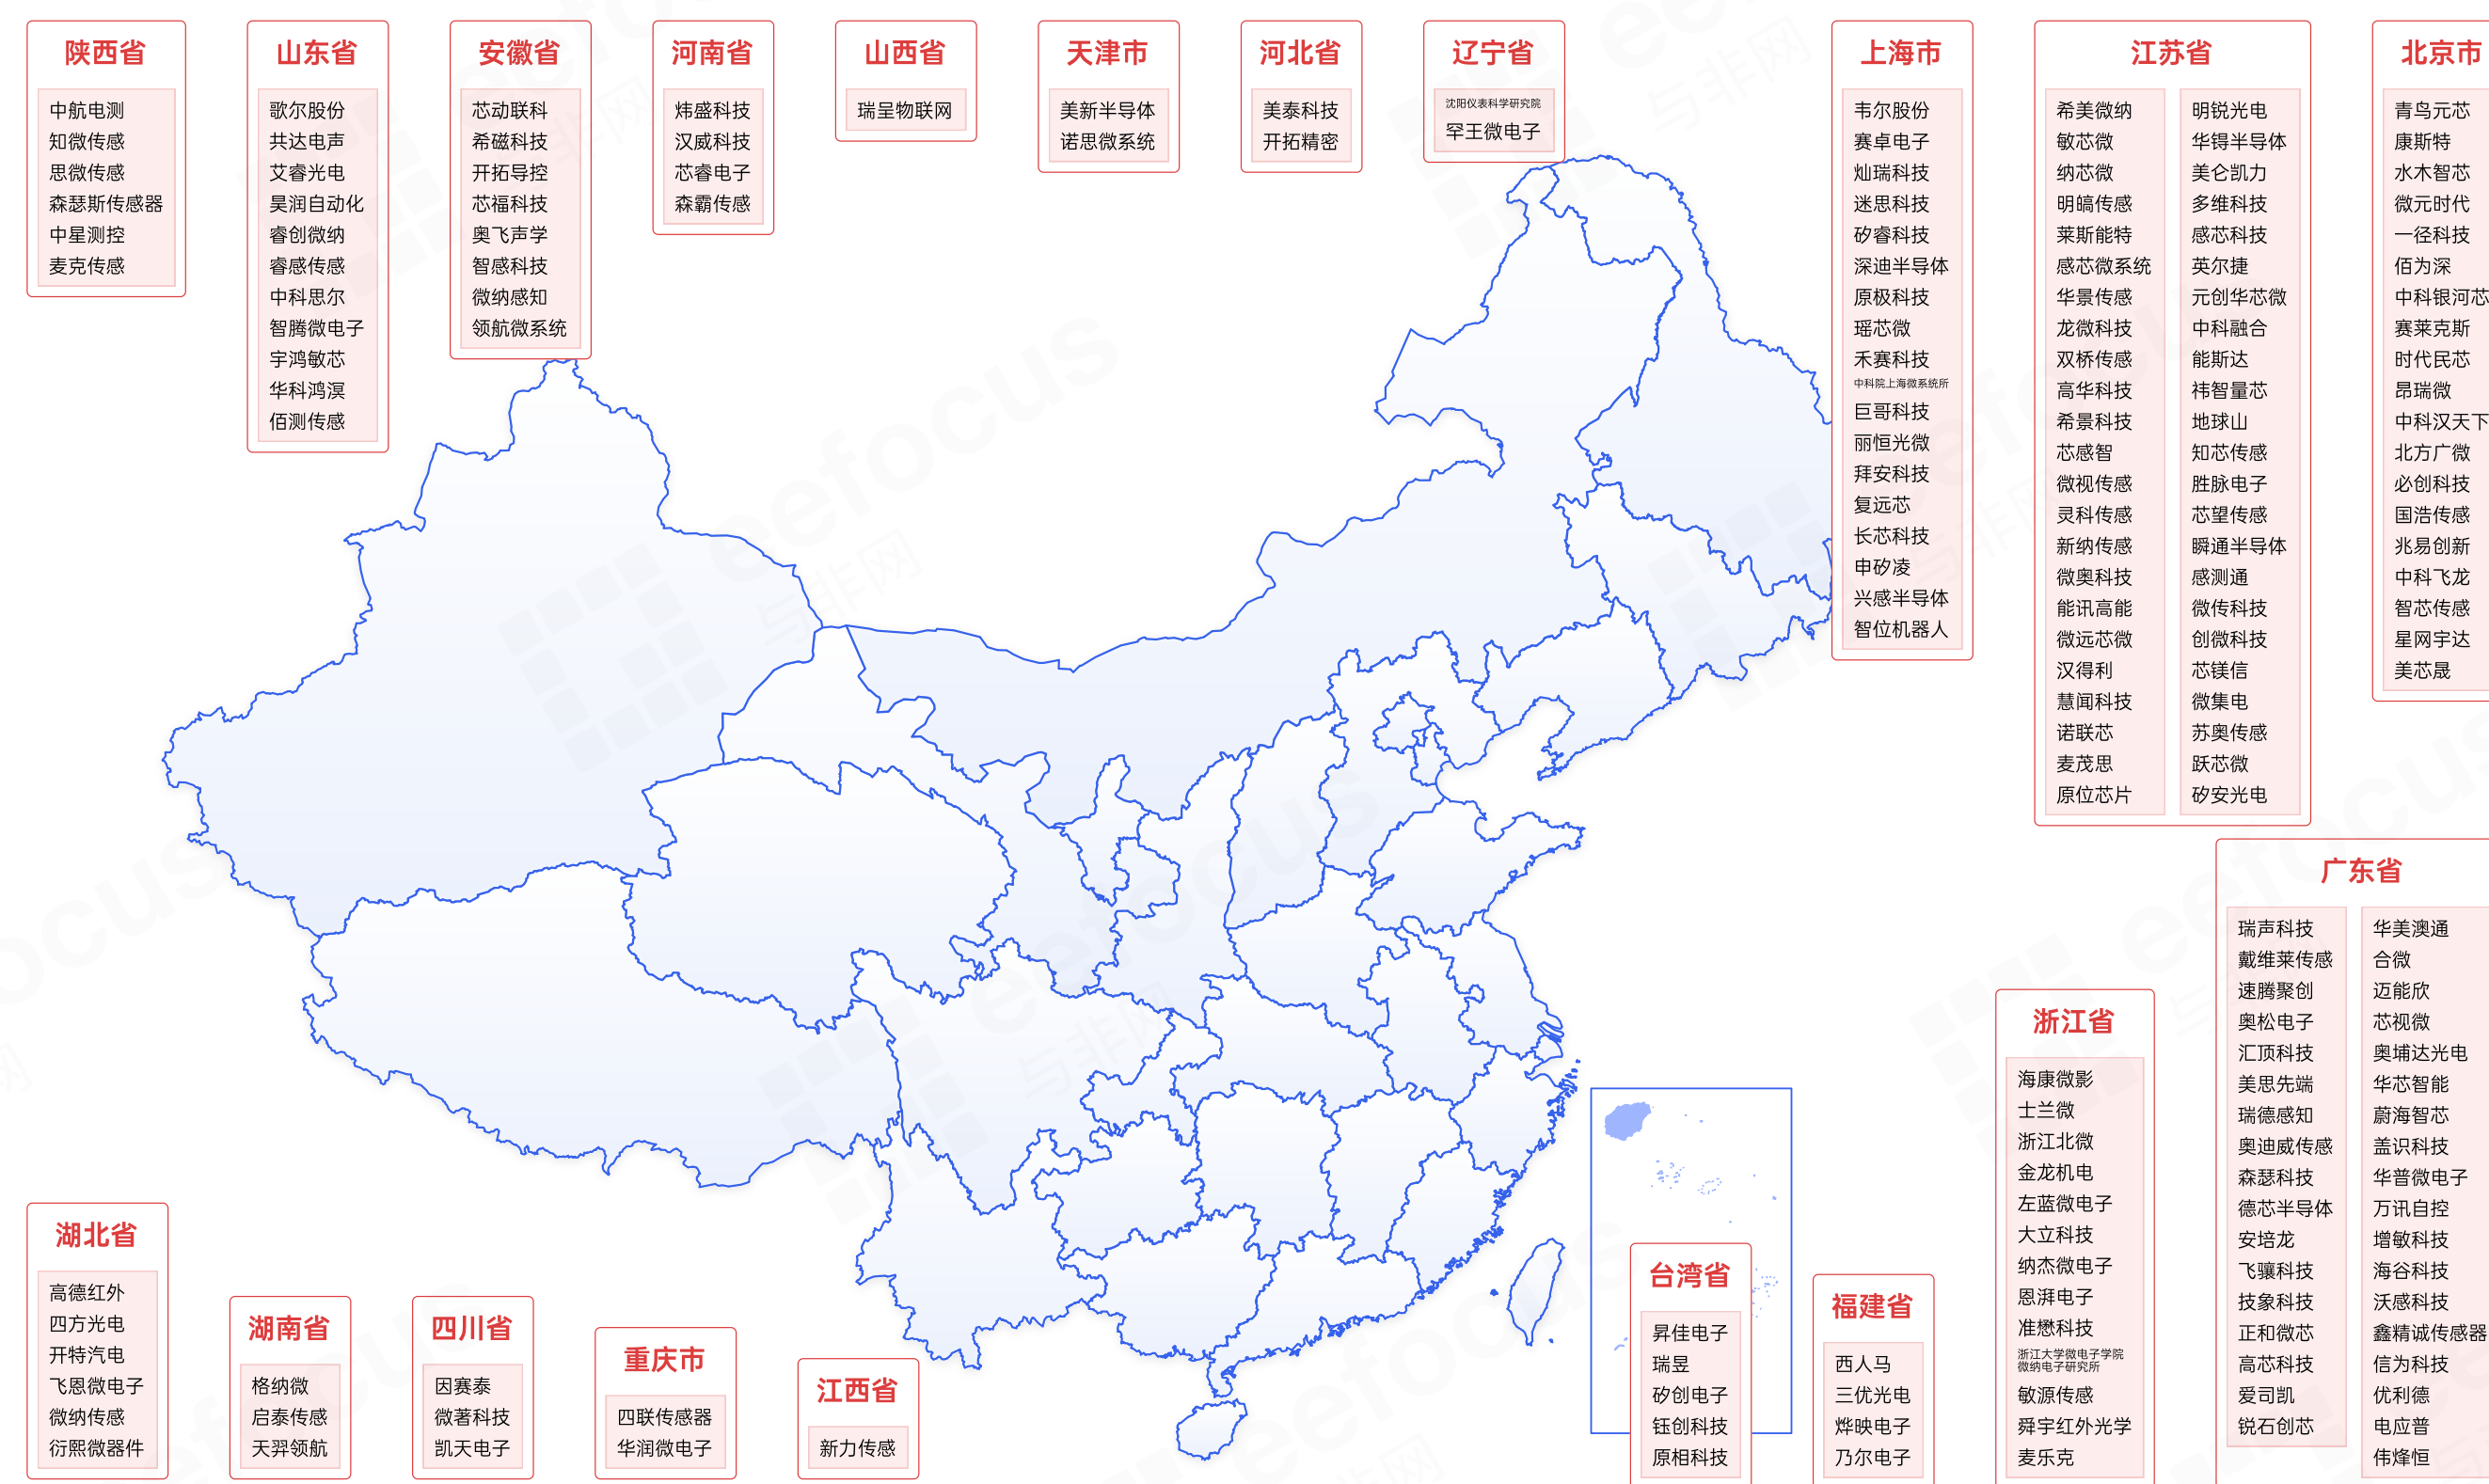 陕西省
中航电测
知微传感
思微传感
森瑟斯传感器
中星测控
麦克传感
山东省
歌尔股份
共达电声
艾睿光电
昊润自动化
睿创微纳
睿感传感
中科思尔
智腾微电子
宇鸿敏芯
华科鸿溟
佰测传感
安徽省
芯动联科
希磁科技
开拓导控
芯福科技
奥飞声学
智感科技
微纳感知
领航微系统
河南省
炜盛科技
汉威科技
芯睿电子
森霸传感
山西省
瑞呈物联网
天津市
美新半导体
诺思微系统
河北省
美泰科技
开拓精密
辽宁省
沈阳仪表科学研究院
罕王微电子
上海市
韦尔股份
赛卓电子
灿瑞科技
迷思科技
矽睿科技
深迪半导体
原极科技
瑶芯微
禾赛科技
中科院上海微系统所
巨哥科技
丽恒光微
拜安科技
复远芯
长芯科技
申矽凌
兴感半导体
智位机器人
江苏省
希美微纳
敏芯微
纳芯微
明皜传感
莱斯能特
感芯微系统
华景传感
龙微科技
双桥传感
高华科技
希景科技
芯感智
微视传感
灵科传感
新纳传感
微奥科技
能讯高能
微远芯微
汉得利
慧闻科技
诺联芯
麦茂思
原位芯片
明锐光电
华锝半导体
美仑凯力
多维科技
感芯科技
英尔捷
元创华芯微
中科融合
能斯达
祎智量芯
地球山
知芯传感
胜脉电子
芯望传感
瞬通半导体
感测通
微传科技
创微科技
芯镁信
微集电
苏奥传感
跃芯微
矽安光电
北京市
青鸟元芯
康斯特
水木智芯
微元时代
一径科技
佰为深
中科银河芯
赛莱克斯
时代民芯
昂瑞微
中科汉天下
北方广微
必创科技
国浩传感
兆易创新
中科飞龙
智芯传感
星网宇达
美芯晟
广东省
瑞声科技
戴维莱传感
速腾聚创
奥松电子
汇顶科技
美思先端
瑞德感知
奥迪威传感
森瑟科技
德芯半导体
安培龙
飞骧科技
技象科技
正和微芯
高芯科技
爱司凯
锐石创芯
华美澳通
合微
迈能欣
芯视微
奥埔达光电
华芯智能
蔚海智芯
盖识科技
华普微电子
万讯自控
增敏科技
海谷科技
沃感科技
鑫精诚传感器
信为科技
优利德
电应普
伟烽恒
浙江省
海康微影
士兰微
浙江北微
金龙机电
左蓝微电子
大立科技
纳杰微电子
恩湃电子
准懋科技
浙江大学微电子学院
微纳电子研究所
敏源传感
舜宇红外光学
麦乐克
湖北省
高德红外
四方光电
开特汽电
飞恩微电子
微纳传感
衍熙微器件
湖南省
格纳微
启泰传感
天羿领航
四川省
因赛泰
微著科技
凯天电子
重庆市
四联传感器
华润微电子
江西省
新力传感
台湾省
昇佳电子
瑞昱
矽创电子
钰创科技
原相科技
福建省
西人马
三优光电
烨映电子
乃尔电子
eefocus
与非网